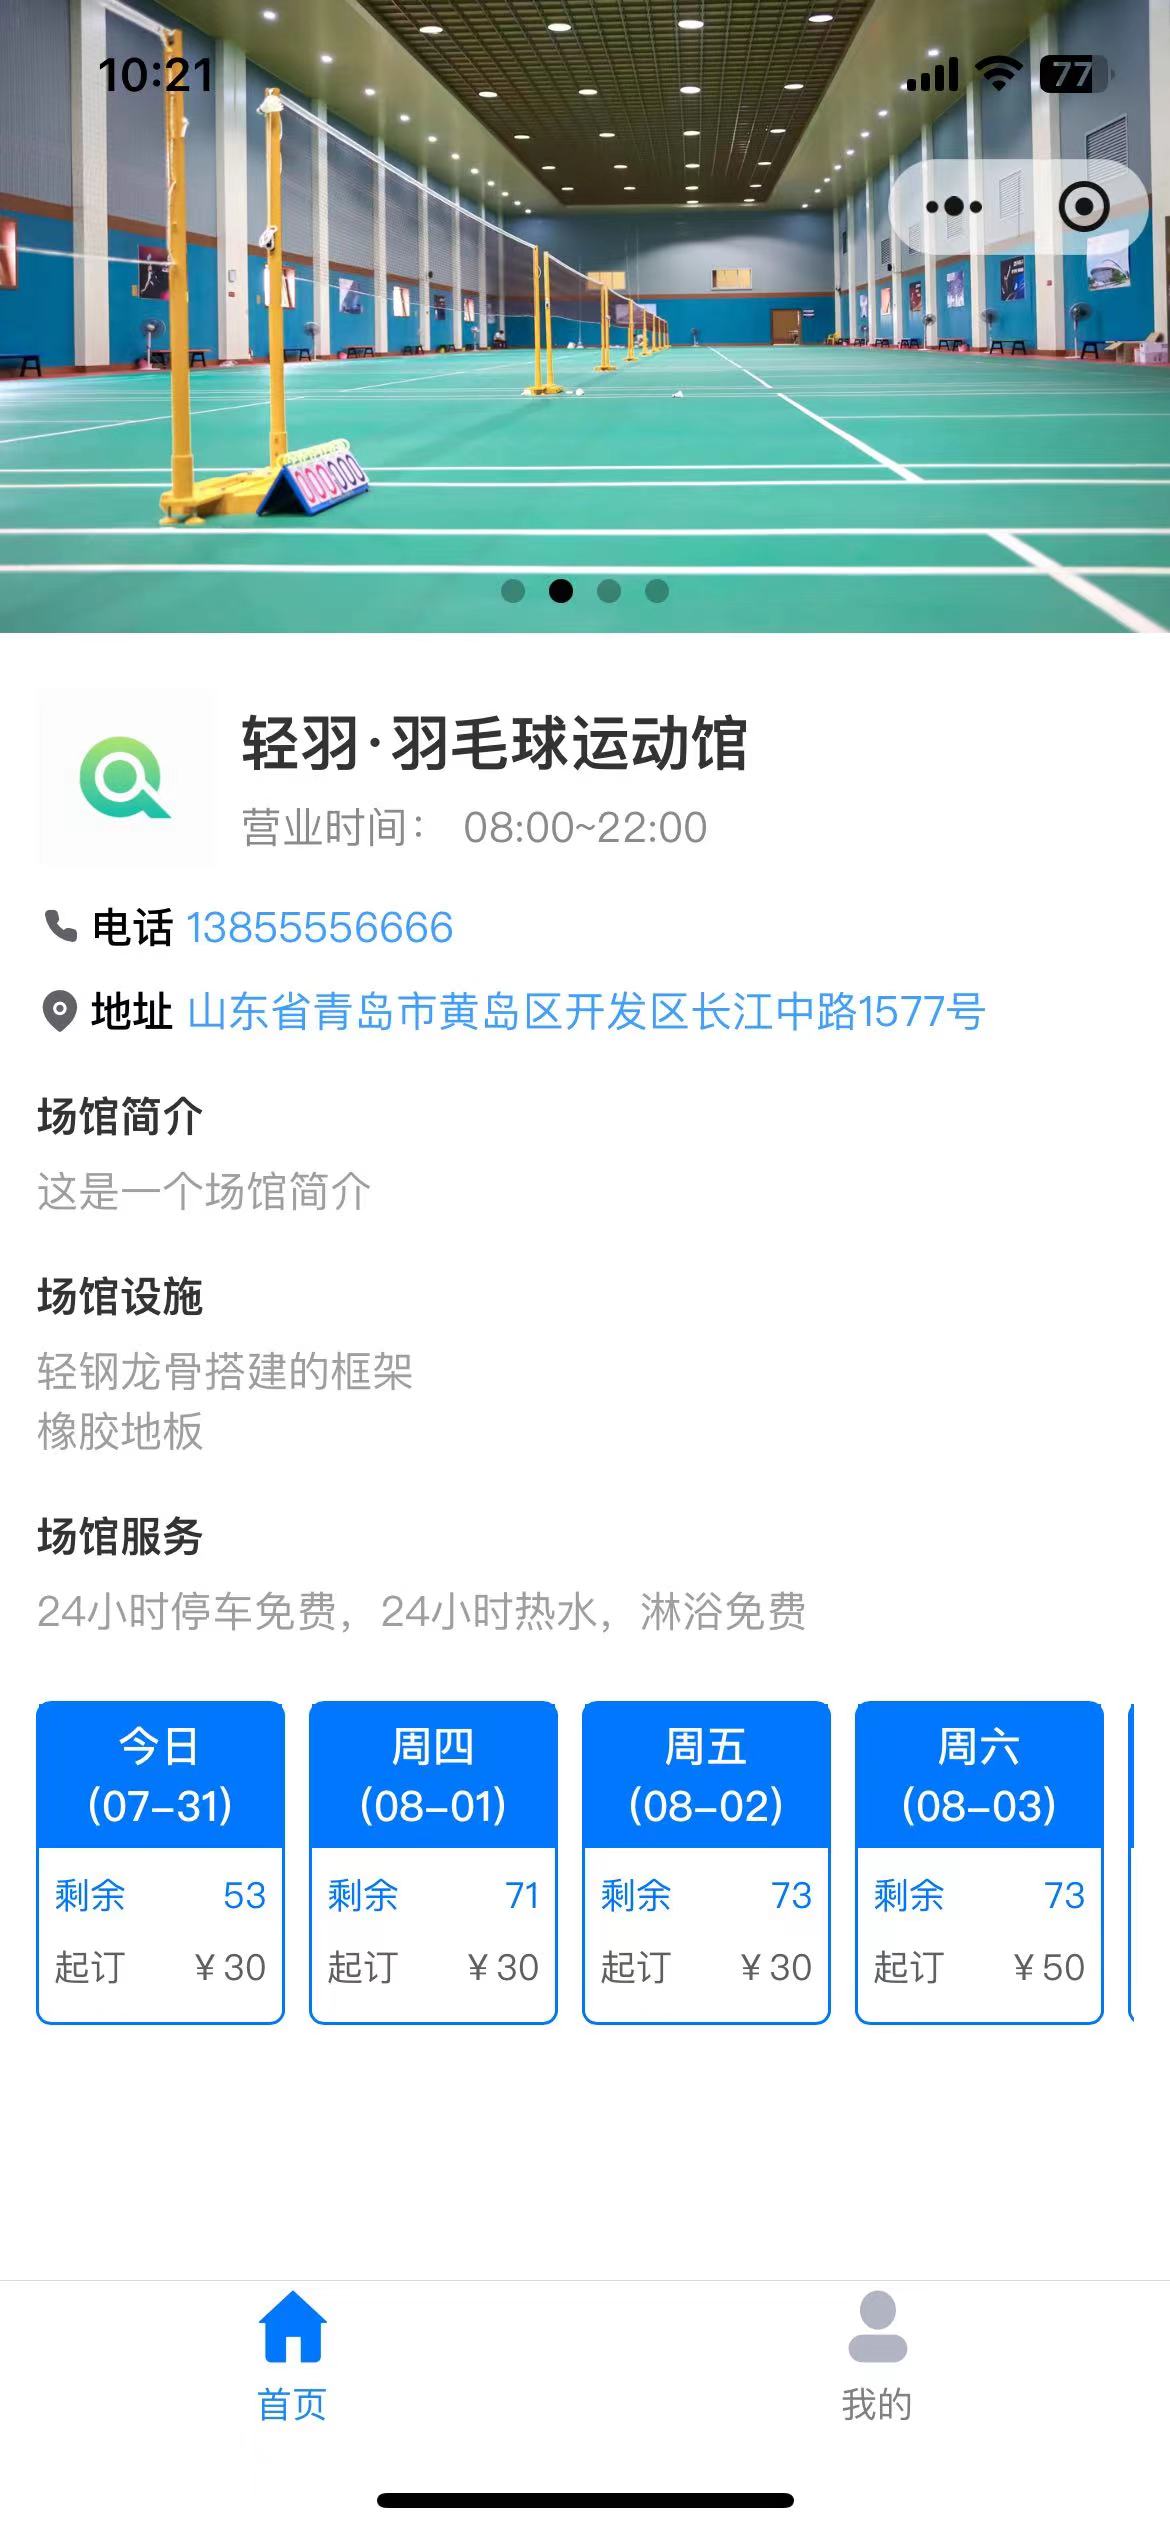 10:21
77
轻羽·羽毛球运动馆
营业时间： 08:00~22:00
电话 13855556666
地址 山东省青岛市黄岛区开发区长江中路1577号
场馆简介
这是一个场馆简介
场馆设施
轻钢龙骨搭建的框架
橡胶地板
场馆服务
24小时停车免费，24小时热水，淋浴免费
今日 周四 周五 周六
(07-31) (08-01) (08-02) (08-03)
剩余 53 剩余 71 剩余 73 剩余 73
起订 ￥30 起订 ￥30 起订 ￥30 起订 ￥50
首页 我的